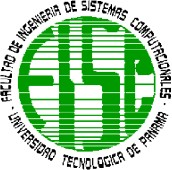 FACULTAD DE INGENIERIA DE SISTEMAS COMPUTACIONALES
FISC
· UNIVERSIDAD TECNOLOGICA DE PANAMA ·